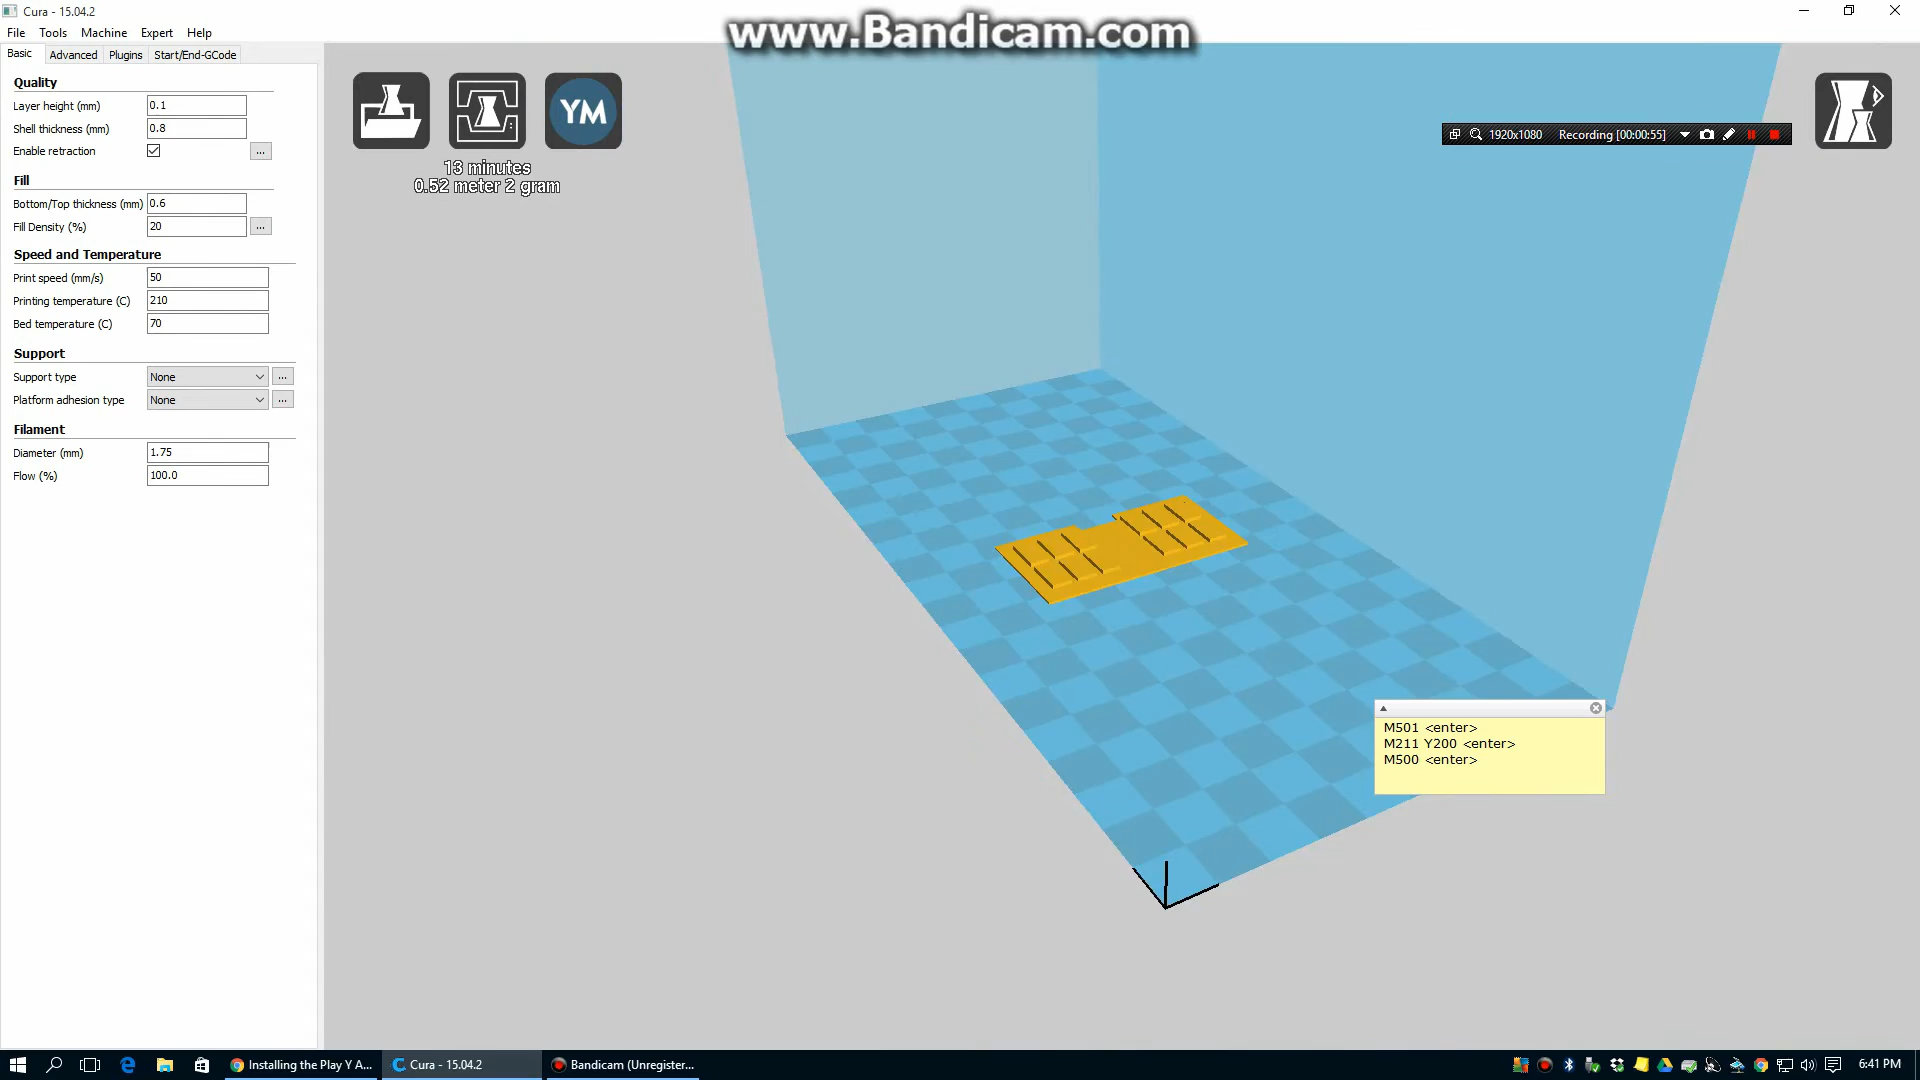 Cura - 15.04.2
www.Bandicam.com
File Tools Machine Expert Help
Basic Advanced Plugins Start/End-GCode
Quality
Layer height (mm) 0.1
Shell thickness (mm) 0.8
Enable retraction ...
Fill
Bottom/Top thickness (mm) 0.6
Fill Density (%) 20 ...
Speed and Temperature
Print speed (mm/s) 50
Printing temperature (C) 210
Bed temperature (C) 70
Support
Support type None ...
Platform adhesion type None ...
Filament
Diameter (mm) 1.75
Flow (%) 100.0
YM
13 minutes
0.52 meter 2 gram
1920x1080 Recording [00:00:55]
M501 <enter>
M211 Y200 <enter>
M500 <enter>
Installing the Play Y A... Cura - 15.04.2 Bandicam (Unregister... 6:41 PM